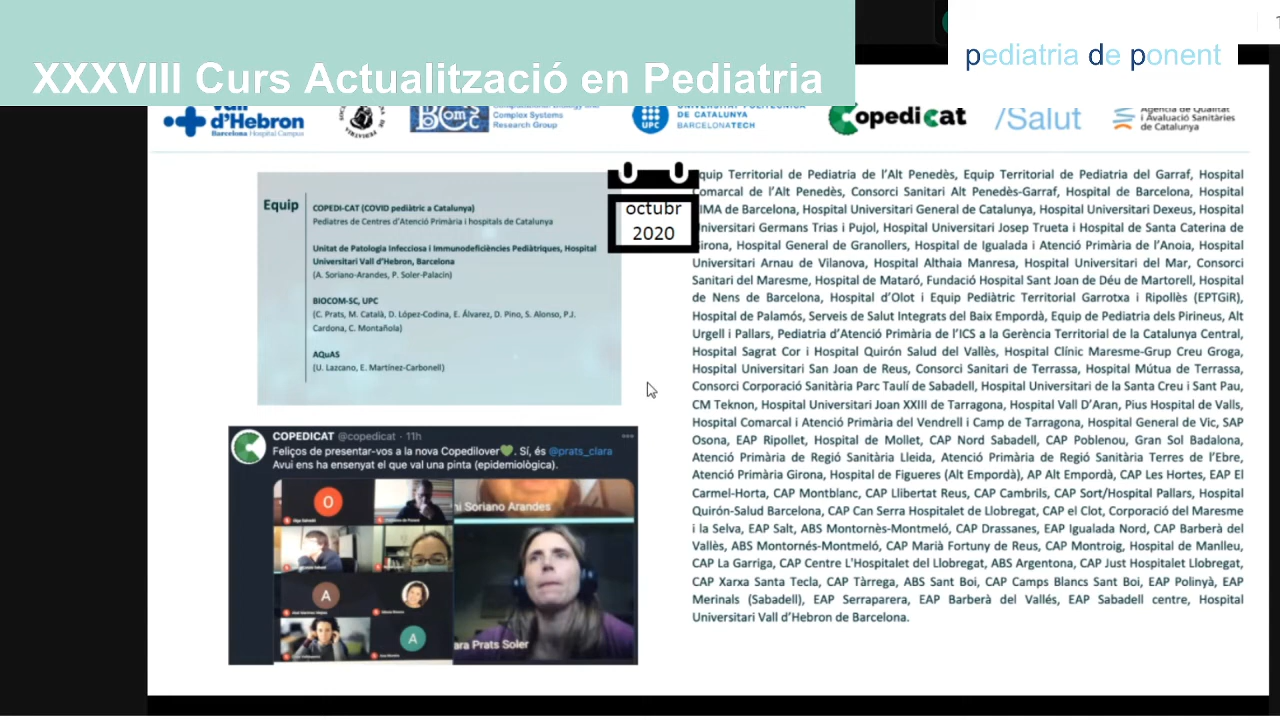 XXXVIII Curs Actualització en Pediatria
pediatria de ponent
Vall
d'Hebron
Barcelona Hospital Campus
Complex Systems
Research Group
UPC
UNIVERSITAT POLITÈCNICA
DE CATALUNYA
BARCELONATECH
Copedicat
/Salut
Agència de Qualitat
i Avaluació Sanitàries
de Catalunya
Equip
COPEDI-CAT (COVID pediàtric a Catalunya)
Pediatres de Centres d'Atenció Primària i hospitals de Catalunya
Unitat de Patologia Infecciosa i Immunodeficiències Pediàtriques, Hospital
Universitari Vall d'Hebron, Barcelona
(A. Soriano-Arandes, P. Soler-Palacín)
BIOCOM-SC, UPC
(C. Prats, M. Català, D. López-Codina, E. Álvarez, D. Pino, S. Alonso, P.J.
Cardona, C. Montañola)
AQuAS
(U. Lazcano, E. Martínez-Carbonell)
octubr
2020
COPEDICAT @copedicat · 11h
Feliços de presentar-vos a la nova Copedilover💚. Sí, és @prats_clara
Avui ens ha ensenyat el que val una pinta (epidemiològica).
O
A
A
ni Soriano Arandes
ara Prats Soler
quip Territorial de Pediatria de l'Alt Penedès, Equip Territorial de Pediatria del Garraf, Hospital
Comarcal de l'Alt Penedès, Consorci Sanitari Alt Penedès-Garraf, Hospital de Barcelona, Hospital
IMA de Barcelona, Hospital Universitari General de Catalunya, Hospital Universitari Dexeus, Hospital
Universitari Germans Trias i Pujol, Hospital Universitari Josep Trueta i Hospital de Santa Caterina de
Girona, Hospital General de Granollers, Hospital de Igualada i Atenció Primària de l'Anoia, Hospital
Universitari Arnau de Vilanova, Hospital Althaia Manresa, Hospital Universitari del Mar, Consorci
Sanitari del Maresme, Hospital de Mataró, Fundació Hospital Sant Joan de Déu de Martorell, Hospital
de Nens de Barcelona, Hospital d'Olot i Equip Pediàtric Territorial Garrotxa i Ripollès (EPTGiR),
Hospital de Palamós, Serveis de Salut Integrats del Baix Empordà, Equip de Pediatria dels Pirineus, Alt
Urgell i Pallars, Pediatria d'Atenció Primària de l'ICS a la Gerència Territorial de la Catalunya Central,
Hospital Sagrat Cor i Hospital Quirón Salud del Vallès, Hospital Clínic Maresme-Grup Creu Groga,
Hospital Universitari San Joan de Reus, Consorci Sanitari de Terrassa, Hospital Mútua de Terrassa,
Consorci Corporació Sanitària Parc Taulí de Sabadell, Hospital Universitari de la Santa Creu i Sant Pau,
CM Teknon, Hospital Universitari Joan XXIII de Tarragona, Hospital Vall D'Aran, Pius Hospital de Valls,
Hospital Comarcal i Atenció Primària del Vendrell i Camp de Tarragona, Hospital General de Vic, SAP
Osona, EAP Ripollet, Hospital de Mollet, CAP Nord Sabadell, CAP Poblenou, Gran Sol Badalona,
Atenció Primària de Regió Sanitària Lleida, Atenció Primària de Regió Sanitària Terres de l'Ebre,
Atenció Primària Girona, Hospital de Figueres (Alt Empordà), AP Alt Empordà, CAP Les Hortes, EAP El
Carmel-Horta, CAP Montblanc, CAP Llibertat Reus, CAP Cambrils, CAP Sort/Hospital Pallars, Hospital
Quirón-Salud Barcelona, CAP Can Serra Hospitalet de Llobregat, CAP el Clot, Corporació del Maresme
i la Selva, EAP Salt, ABS Montornès-Montmeló, CAP Drassanes, EAP Igualada Nord, CAP Barberà del
Vallès, ABS Montornés-Montmeló, CAP Marià Fortuny de Reus, CAP Montroig, Hospital de Manlleu,
CAP La Garriga, CAP Centre L'Hospitalet del Llobregat, ABS Argentona, CAP Just Hospitalet Llobregat,
CAP Xarxa Santa Tecla, CAP Tàrrega, ABS Sant Boi, CAP Camps Blancs Sant Boi, EAP Polinyà, EAP
Merinals (Sabadell), EAP Serraparera, EAP Barberà del Vallés, EAP Sabadell centre, Hospital
Universitari Vall d'Hebron de Barcelona.